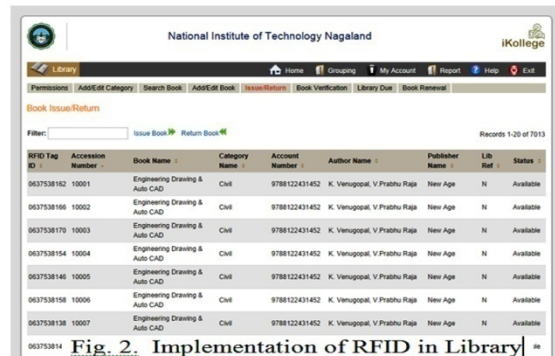 National Institute of Technology Nagaland
iKollege
Library Home Grouping My Account Report Help Exit
Permissions Add/Edit Category Search Book Add/Edit Book Issue/Return Book Verification Library Due Book Renewal
Book Issue/Return
Filter: Issue Book Return Book Records 1-20 of 7013
RFID Tag ID Accession Number Book Name Category Name Account Number Author Name Publisher Name Lib Ref Status
0637538162 10001 Engineering Drawing & Auto CAD Civil 9788122431452 K. Venugopal, V.Prabhu Raja New Age N Available
0637538166 10002 Engineering Drawing & Auto CAD Civil 9788122431452 K. Venugopal, V.Prabhu Raja New Age N Available
0637538170 10003 Engineering Drawing & Auto CAD Civil 9788122431452 K. Venugopal, V.Prabhu Raja New Age N Available
0637538154 10004 Engineering Drawing & Auto CAD Civil 9788122431452 K. Venugopal, V.Prabhu Raja New Age N Available
0637538146 10005 Engineering Drawing & Auto CAD Civil 9788122431452 K. Venugopal, V.Prabhu Raja New Age N Available
0637538158 10006 Engineering Drawing & Auto CAD Civil 9788122431452 K. Venugopal, V.Prabhu Raja New Age N Available
0637538138 10007 Engineering Drawing & Auto CAD Civil 9788122431452 K. Venugopal, V.Prabhu Raja New Age N Available
063753814
Fig. 2. Implementation of RFID in Library